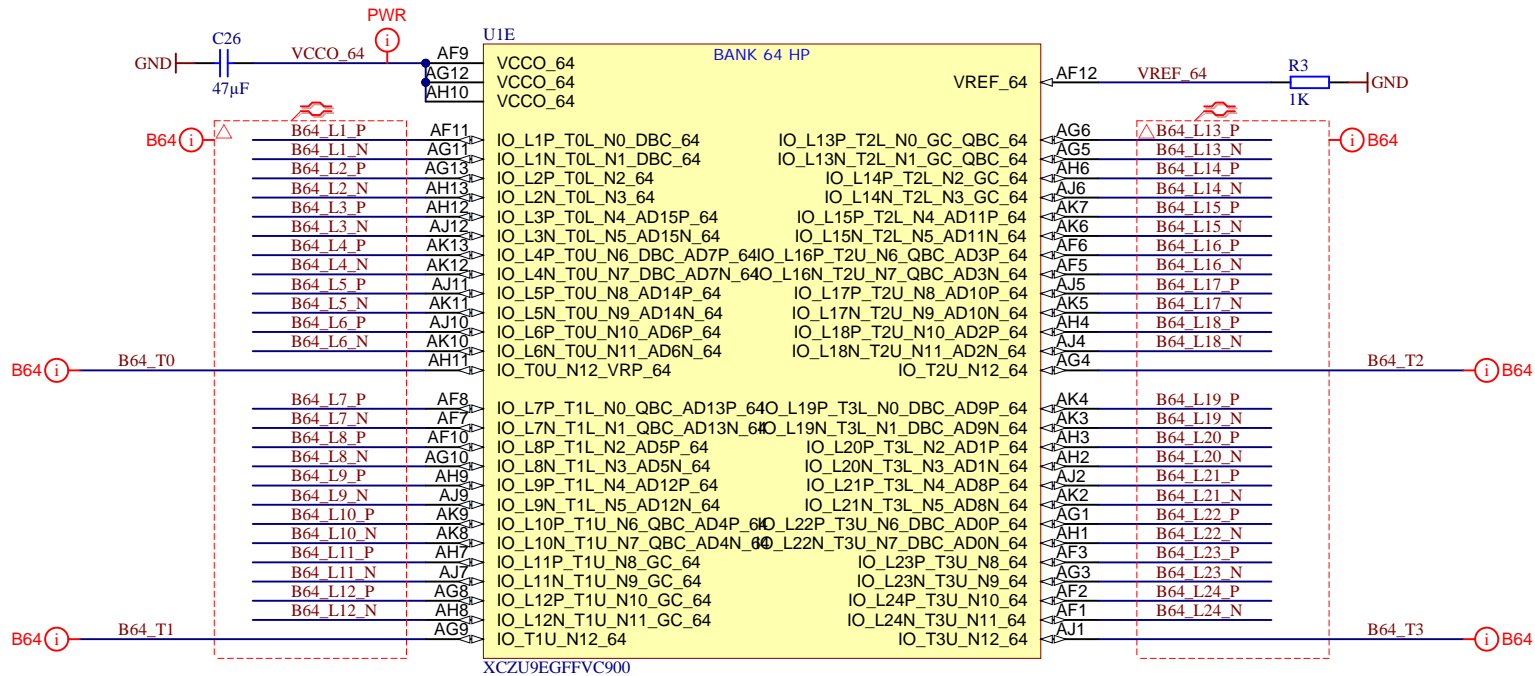 PWR
C26
GND
VCCO_64
47µF
U1E
BANK 64 HP
AF9 VCCO_64
AG12 VCCO_64
AH10 VCCO_64
VREF_64 AF12 VREF_64
R3
1K
GND
B64
B64
B64_L1_P AF11 IO_L1P_T0L_N0_DBC_64
B64_L1_N AG11 IO_L1N_T0L_N1_DBC_64
B64_L2_P AG13 IO_L2P_T0L_N2_64
B64_L2_N AH13 IO_L2N_T0L_N3_64
B64_L3_P AH12 IO_L3P_T0L_N4_AD15P_64
B64_L3_N AJ12 IO_L3N_T0L_N5_AD15N_64
B64_L4_P AK13 IO_L4P_T0U_N6_DBC_AD7P_64
B64_L4_N AK12 IO_L4N_T0U_N7_DBC_AD7N_64
B64_L5_P AJ11 IO_L5P_T0U_N8_AD14P_64
B64_L5_N AK11 IO_L5N_T0U_N9_AD14N_64
B64_L6_P AJ10 IO_L6P_T0U_N10_AD6P_64
B64_L6_N AK10 IO_L6N_T0U_N11_AD6N_64
B64 B64_T0 AH11 IO_T0U_N12_VRP_64
B64_L7_P AF8 IO_L7P_T1L_N0_QBC_AD13P_64
B64_L7_N AF7 IO_L7N_T1L_N1_QBC_AD13N_64
B64_L8_P AF10 IO_L8P_T1L_N2_AD5P_64
B64_L8_N AG10 IO_L8N_T1L_N3_AD5N_64
B64_L9_P AH9 IO_L9P_T1L_N4_AD12P_64
B64_L9_N AJ9 IO_L9N_T1L_N5_AD12N_64
B64_L10_P AK9 IO_L10P_T1U_N6_QBC_AD4P_64
B64_L10_N AK8 IO_L10N_T1U_N7_QBC_AD4N_64
B64_L11_P AH7 IO_L11P_T1U_N8_GC_64
B64_L11_N AJ7 IO_L11N_T1U_N9_GC_64
B64_L12_P AG8 IO_L12P_T1U_N10_GC_64
B64_L12_N AH8 IO_L12N_T1U_N11_GC_64
B64 B64_T1 AG9 IO_T1U_N12_64
IO_L13P_T2L_N0_GC_QBC_64 AG6 B64_L13_P
IO_L13N_T2L_N1_GC_QBC_64 AG5 B64_L13_N
IO_L14P_T2L_N2_GC_64 AH6 B64_L14_P
IO_L14N_T2L_N3_GC_64 AJ6 B64_L14_N
IO_L15P_T2L_N4_AD11P_64 AK7 B64_L15_P
IO_L15N_T2L_N5_AD11N_64 AK6 B64_L15_N
IO_L16P_T2U_N6_QBC_AD3P_64 AF6 B64_L16_P
IO_L16N_T2U_N7_QBC_AD3N_64 AF5 B64_L16_N
IO_L17P_T2U_N8_AD10P_64 AJ5 B64_L17_P
IO_L17N_T2U_N9_AD10N_64 AK5 B64_L17_N
IO_L18P_T2U_N10_AD2P_64 AH4 B64_L18_P
IO_L18N_T2U_N11_AD2N_64 AJ4 B64_L18_N
IO_T2U_N12_64 AG4 B64_T2 B64
IO_L19P_T3L_N0_DBC_AD9P_64 AK4 B64_L19_P
IO_L19N_T3L_N1_DBC_AD9N_64 AK3 B64_L19_N
IO_L20P_T3L_N2_AD1P_64 AH3 B64_L20_P
IO_L20N_T3L_N3_AD1N_64 AH2 B64_L20_N
IO_L21P_T3L_N4_AD8P_64 AJ2 B64_L21_P
IO_L21N_T3L_N5_AD8N_64 AK2 B64_L21_N
IO_L22P_T3U_N6_DBC_AD0P_64 AG1 B64_L22_P
IO_L22N_T3U_N7_DBC_AD0N_64 AH1 B64_L22_N
IO_L23P_T3U_N8_64 AF3 B64_L23_P
IO_L23N_T3U_N9_64 AG3 B64_L23_N
IO_L24P_T3U_N10_64 AF2 B64_L24_P
IO_L24N_T3U_N11_64 AF1 B64_L24_N
IO_T3U_N12_64 AJ1 B64_T3 B64
XCZU9EGFFVC900